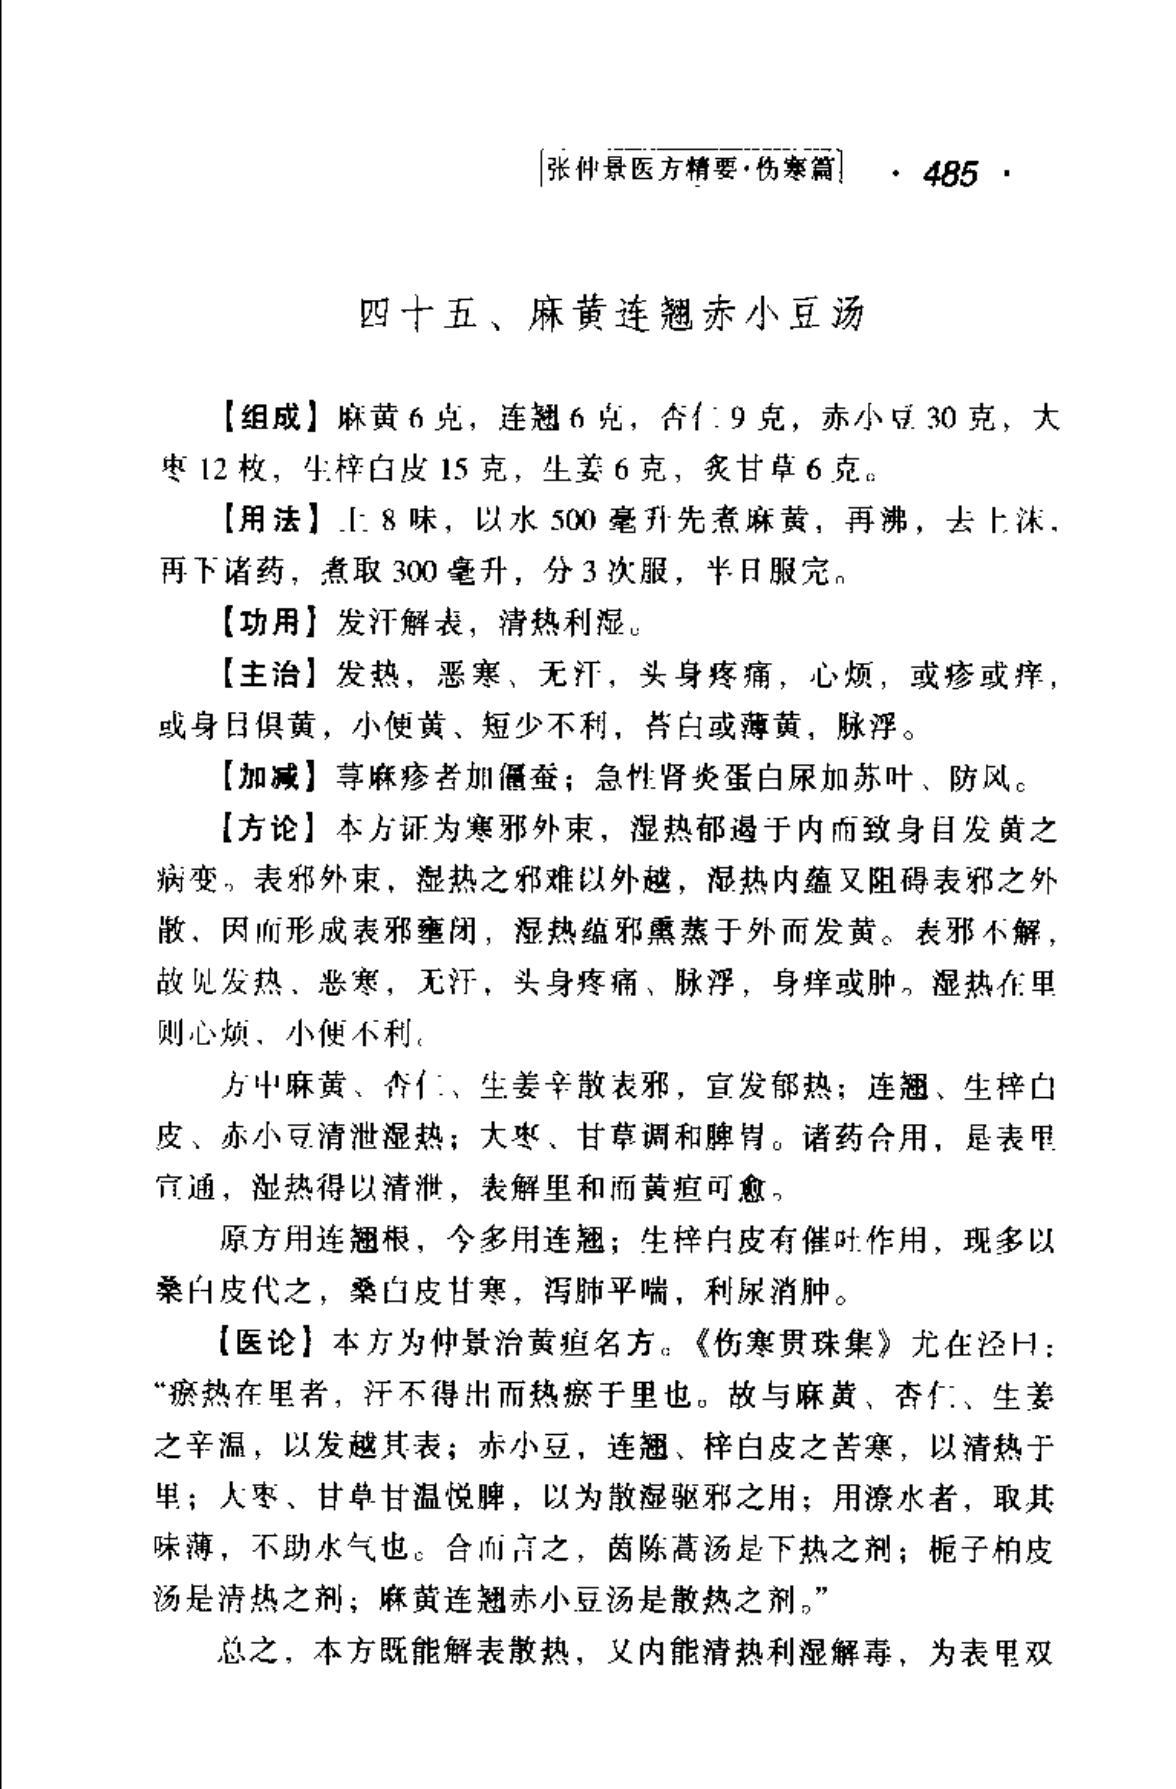 张仲景医方精要·伤寒篇 · 485 ·
四十五、麻黄连翘赤小豆汤
【组成】麻黄6克，连翘6克，杏仁9克，赤小豆30克，大
枣12枚，生梓白皮15克，生姜6克，炙甘草6克。
【用法】上8味，以水500毫升先煮麻黄，再沸，去上沫，
再下诸药，煮取300毫升，分3次服，半日服完。
【功用】发汗解表，清热利湿。
【主治】发热，恶寒、无汗，头身疼痛，心烦，或疹或痒，
或身目俱黄，小便黄、短少不利，苔白或薄黄，脉浮。
【加减】荨麻疹者加僵蚕；急性肾炎蛋白尿加苏叶、防风。
【方论】本方证为寒邪外束，湿热郁遏于内而致身目发黄之
病变。表邪外束，湿热之邪难以外越，湿热内蕴又阻碍表邪之外
散，因而形成表邪壅闭，湿热蕴邪熏蒸于外而发黄。表邪不解，
故见发热、恶寒，无汗，头身疼痛、脉浮，身痒或肿。湿热在里
则心烦、小便不利。
方中麻黄、杏仁、生姜辛散表邪，宣发郁热；连翘、生梓白
皮、赤小豆清泄湿热；大枣、甘草调和脾胃。诸药合用，是表里
宣通，湿热得以清泄，表解里和而黄疸可愈。
原方用连翘根，今多用连翘；生梓白皮有催吐作用，现多以
桑白皮代之，桑白皮甘寒，泻肺平喘，利尿消肿。
【医论】本方为仲景治黄疸名方。《伤寒贯珠集》尤在泾曰：
“瘀热在里者，汗不得出而热瘀于里也。故与麻黄、杏仁、生姜
之辛温，以发越其表；赤小豆，连翘、梓白皮之苦寒，以清热于
里；大枣、甘草甘温悦脾，以为散湿驱邪之用；用潦水者，取其
味薄，不助水气也。合而言之，茵陈蒿汤是下热之剂；栀子柏皮
汤是清热之剂；麻黄连翘赤小豆汤是散热之剂。”
总之，本方既能解表散热，又内能清热利湿解毒，为表里双